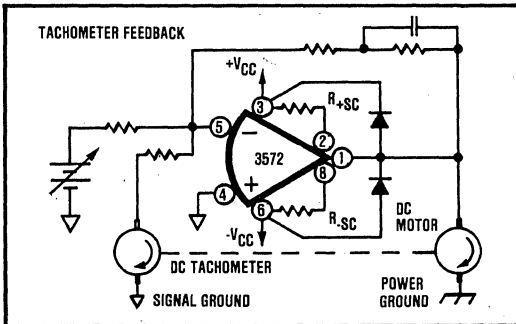 TACHOMETER FEEDBACK
+VCC
3
R+SC
5
−
2
3572
1
8
4
+
6
R-SC
-VCC
DC
MOTOR
DC TACHOMETER
SIGNAL GROUND
POWER
GROUND